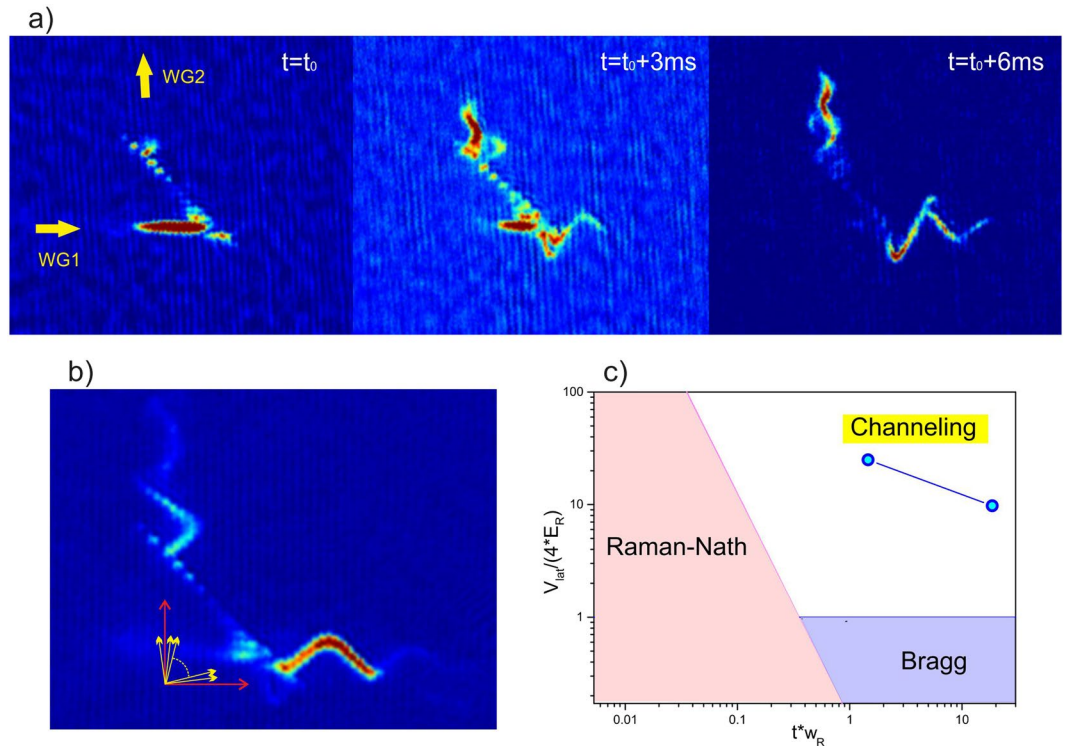 a)
t=t₀
t=t₀+3ms
t=t₀+6ms
WG2
WG1
b)
c)
100
10
1
V_lat/(4*E_R)
Channeling
Raman-Nath
Bragg
0.01
0.1
1
10
t*w_R